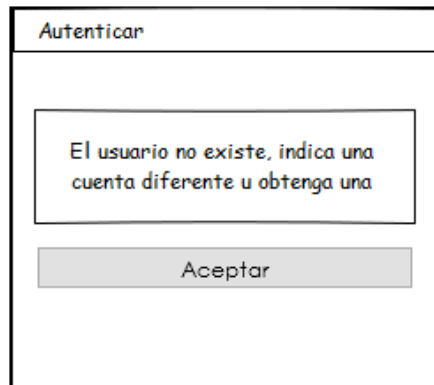 Autenticar
El usuario no existe, indica una
cuenta diferente u obtenga una
Aceptar